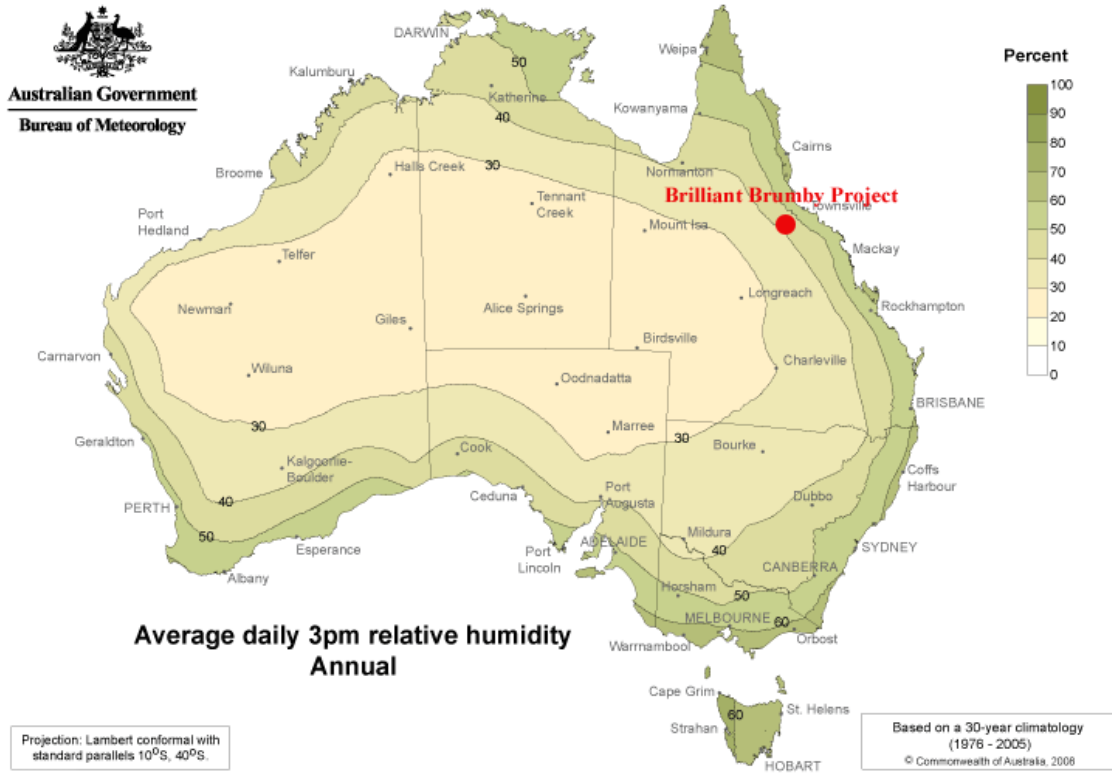 Australian Government
Bureau of Meteorology
DARWIN
Weipa
Percent
50
Kalumburu
100
Katherine
90
Kowanyama
40
80
Cairns
70
Halls Creek
30
Normanton
60
Broome
Brilliant Brumby Project
50
Tennant
Creek
Townsville
40
Port
Hedland
Mount Isa
30
Mackay
20
Telfer
10
Newman
Alice Springs
Longreach
Rockhampton
0
Giles
Birdsville
Carnarvon
Charleville
Wiluna
Oodnadatta
BRISBANE
30
Marree
30
Geraldton
Bourke
Cook
Kalgoorlie-
Boulder
Coffs
Harbour
Ceduna
Port
Augusta
Dubbo
40
PERTH
Mildura
50
ADELAIDE
40
SYDNEY
Esperance
Port
Lincoln
CANBERRA
Albany
Horsham
50
MELBOURNE
60
Orbost
Average daily 3pm relative humidity
Annual
Warrnambool
Cape Grim
St. Helens
60
Strahan
HOBART
Projection: Lambert conformal with
standard parallels 10°S, 40°S.
Based on a 30-year climatology
(1976 - 2005)
© Commonwealth of Australia, 2008